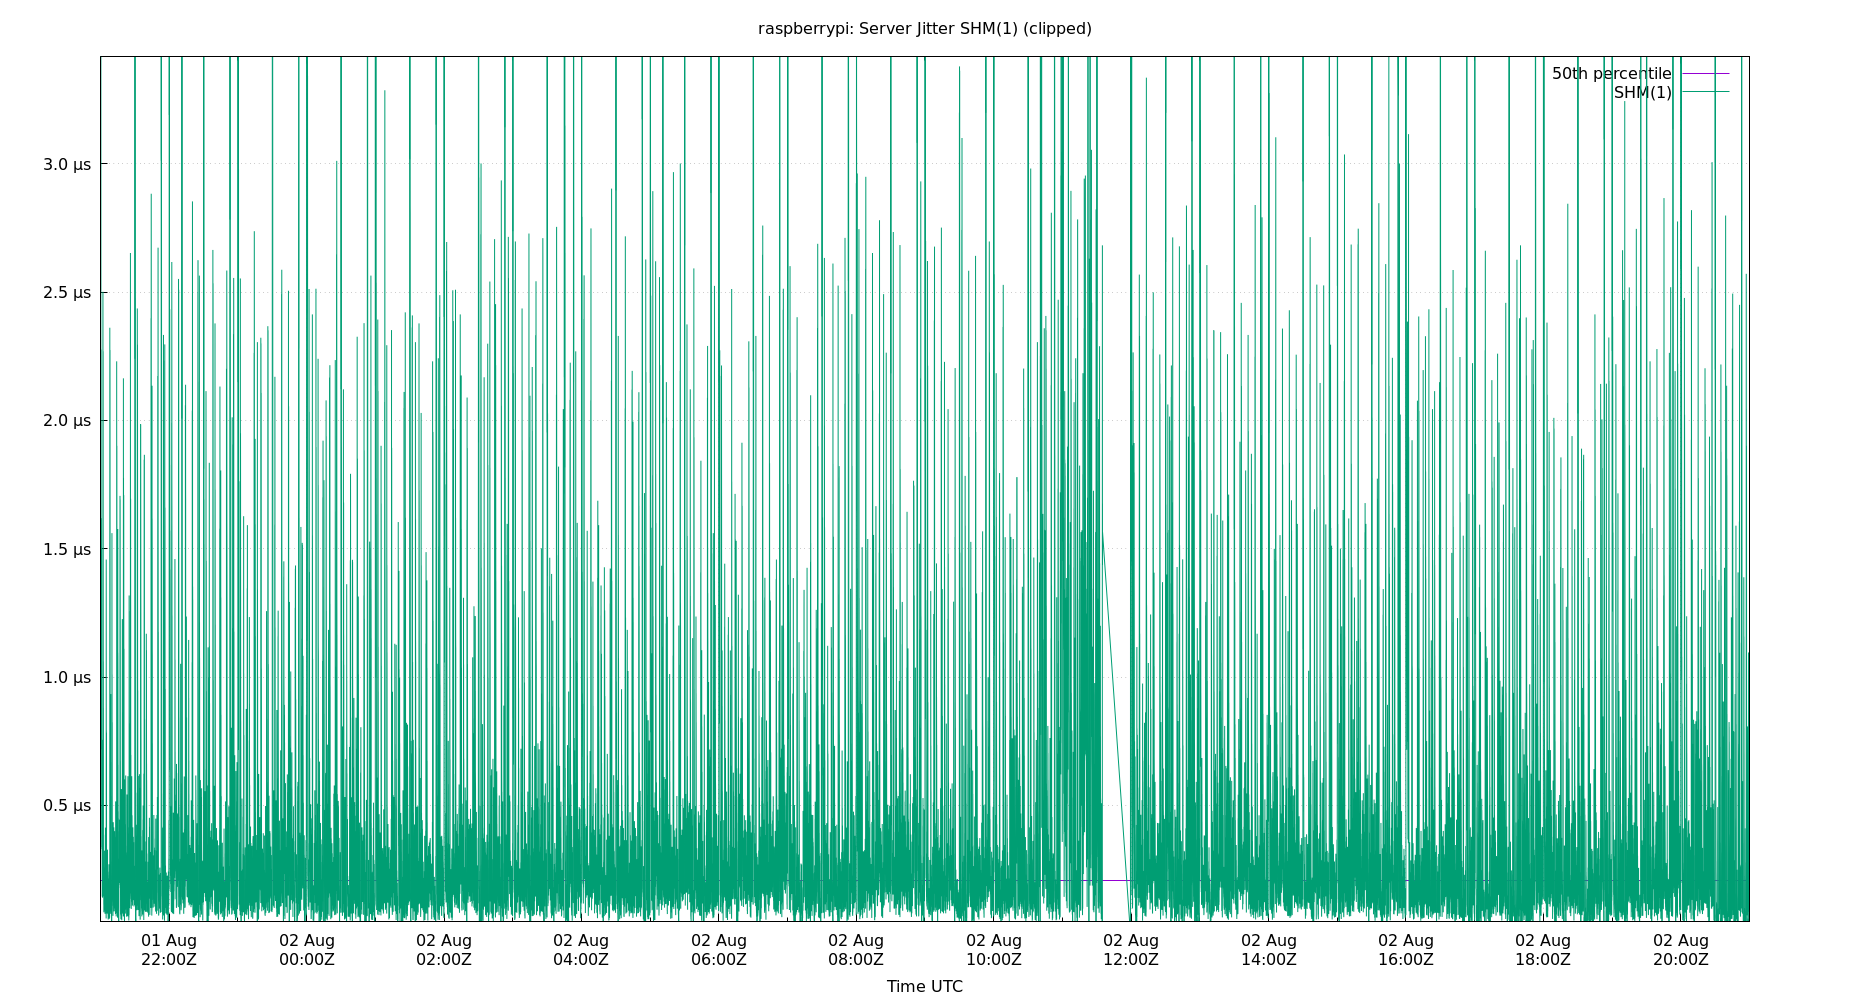 raspberrypi: Server Jitter SHM(1) (clipped)
50th percentile
SHM(1)
3.0 µs
2.5 µs
2.0 µs
1.5 µs
1.0 µs
0.5 µs
01 Aug 02 Aug 02 Aug 02 Aug 02 Aug 02 Aug 02 Aug 02 Aug 02 Aug 02 Aug 02 Aug 02 Aug
22:00Z 00:00Z 02:00Z 04:00Z 06:00Z 08:00Z 10:00Z 12:00Z 14:00Z 16:00Z 18:00Z 20:00Z
Time UTC